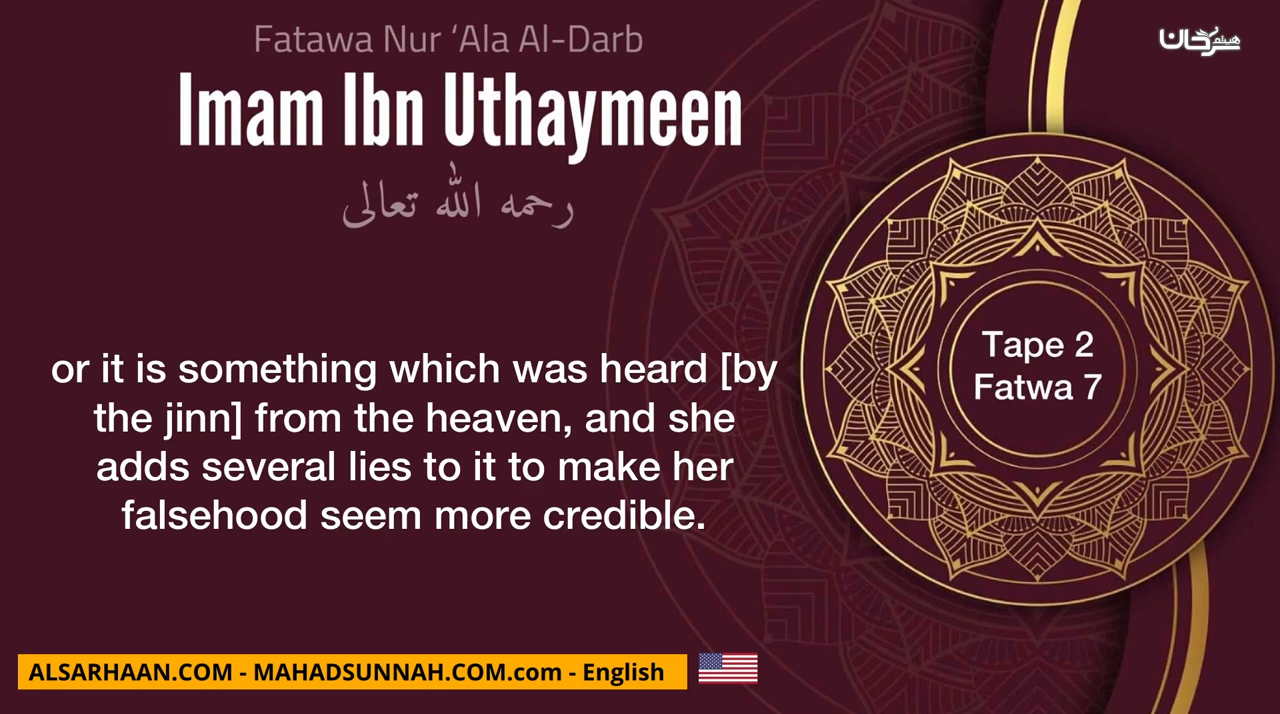 Fatawa Nur ‘Ala Al-Darb
هيثم سرحان
Imam Ibn Uthaymeen
رحمه الله تعالى
or it is something which was heard [by
the jinn] from the heaven, and she
adds several lies to it to make her
falsehood seem more credible.
Tape 2
Fatwa 7
ALSARHAAN.COM - MAHADSUNNAH.COM.com - English